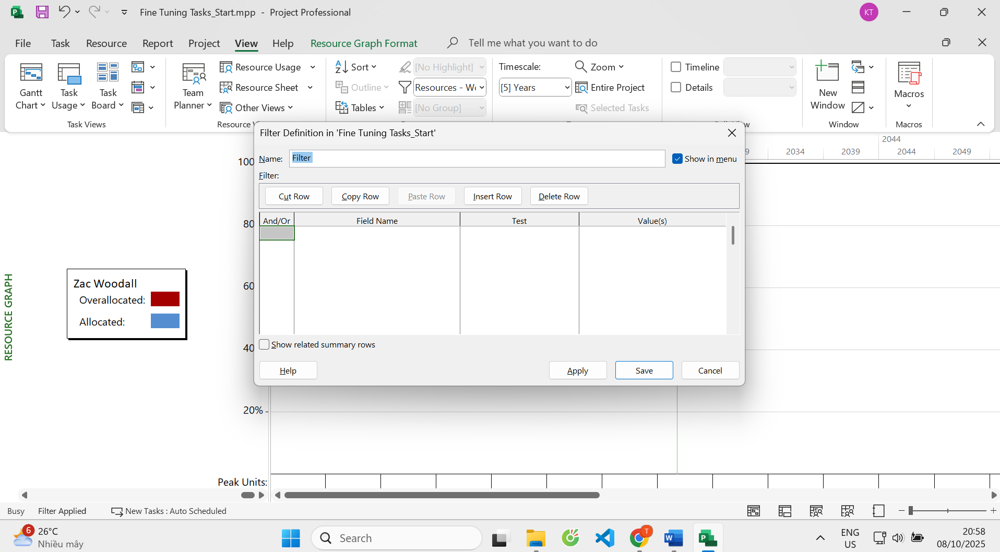 Fine Tuning Tasks_Start.mpp - Project Professional
KT
File Task Resource Report Project View Help Resource Graph Format Tell me what you want to do
Gantt Chart
Task Usage
Task Board
Task Views
Team Planner
Resource Usage
Resource Sheet
Other Views
Resource V
Sort
Outline
Tables
[No Highlight]
Resources - W
[No Group]
Timescale:
[5] Years
Zoom
Entire Project
Selected Tasks
Timeline
Details
w
New Window
Window
Macros
Macros
Filter Definition in 'Fine Tuning Tasks_Start'
Name: Filter
Show in menu
Filter:
Cut Row Copy Row Paste Row Insert Row Delete Row
And/Or Field Name Test Value(s)
Show related summary rows
Help Apply Save Cancel
2044
9 2034 2039 2044 2049
100
80
60
40
20%
RESOURCE GRAPH
Zac Woodall
Overallocated:
Allocated:
Peak Units:
Busy Filter Applied New Tasks : Auto Scheduled
6
26°C
Nhiều mây
Search
T
ENG
US
20:58
08/10/2025